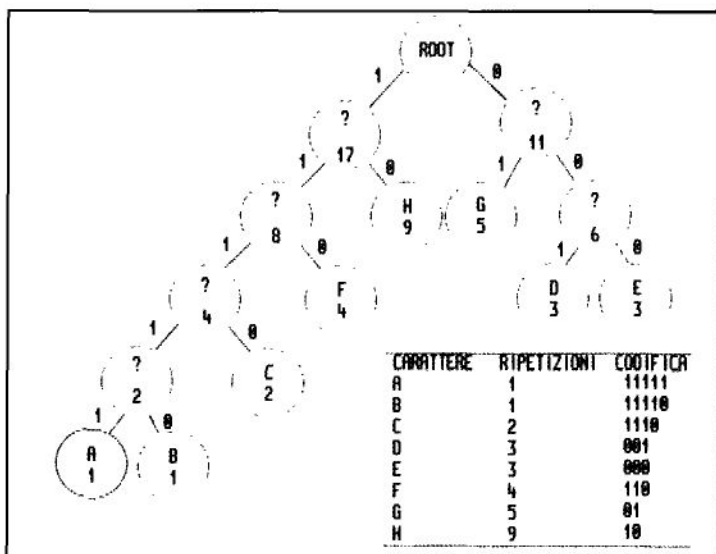 ROOT
1 0
? ?
17 11
1 0 1 0
? H G ?
8 9 5 6
1 0 1 0
? F D E
4 4 3 3
1 0
? C
2 2
1 0
A B
1 1
CARATTERE RIPETIZIONI CODIFICA
A 1 11111
B 1 11110
C 2 1110
D 3 001
E 3 000
F 4 110
G 5 01
H 9 10